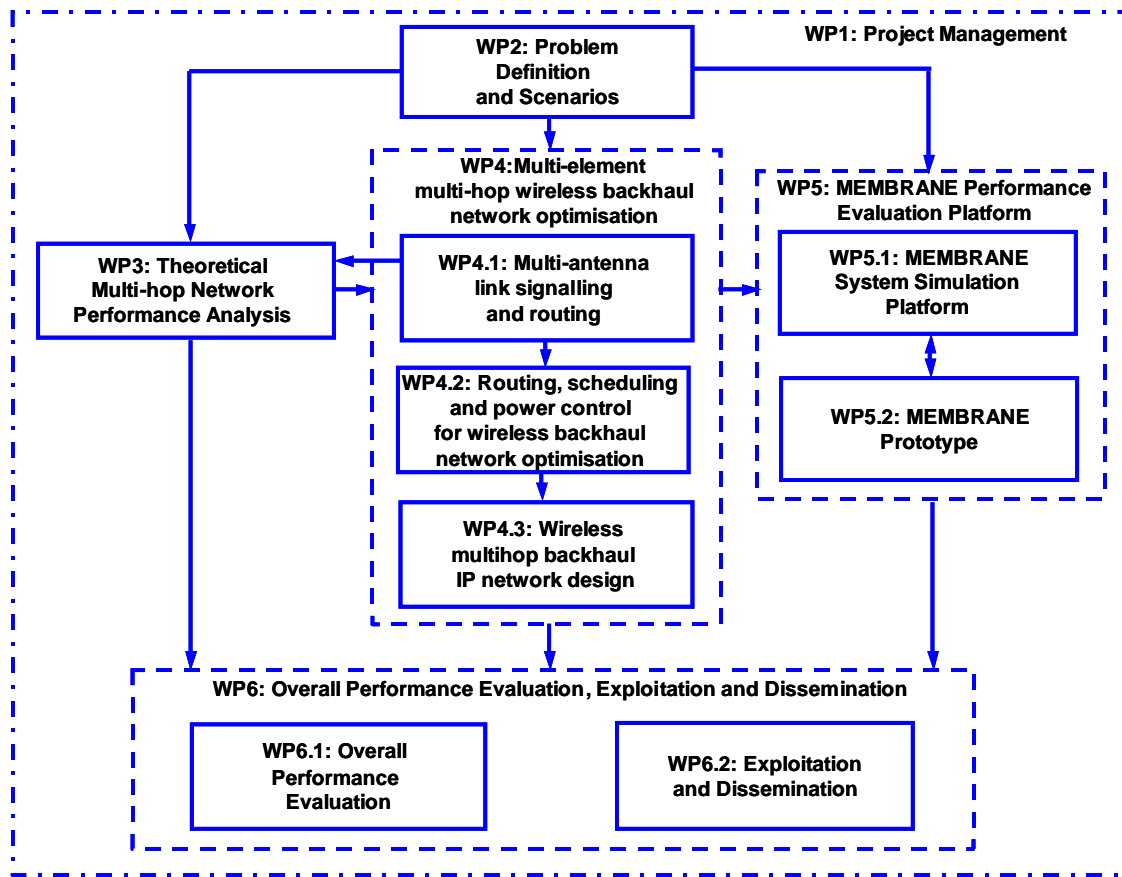 WP1: Project Management
WP2: Problem
Definition
and Scenarios
WP4:Multi-element
multi-hop wireless backhaul
network optimisation
WP5: MEMBRANE Performance
Evaluation Platform
WP3: Theoretical
Multi-hop Network
Performance Analysis
WP4.1: Multi-antenna
link signalling
and routing
WP5.1: MEMBRANE
System Simulation
Platform
WP4.2: Routing, scheduling
and power control
for wireless backhaul
network optimisation
WP5.2: MEMBRANE
Prototype
WP4.3: Wireless
multihop backhaul
IP network design
WP6: Overall Performance Evaluation, Exploitation and Dissemination
WP6.1: Overall
Performance
Evaluation
WP6.2: Exploitation
and Dissemination